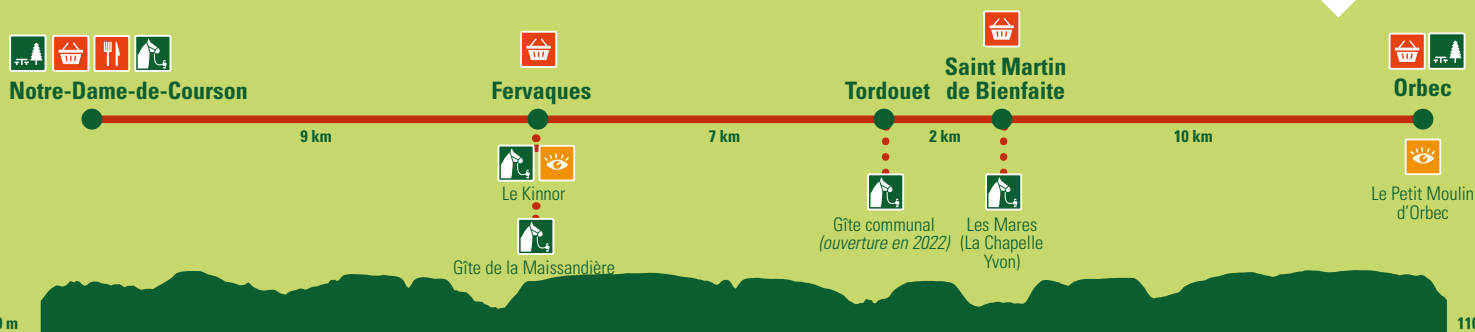 Notre-Dame-de-Courson
Fervaques
Tordouet
Saint Martin
de Bienfaite
Orbec
9 km
7 km
2 km
10 km
Le Kinnor
Gîte de la Maissandière
Gîte communal
(ouverture en 2022)
Les Mares
(La Chapelle
Yvon)
Le Petit Moulin
d'Orbec
0 m
110